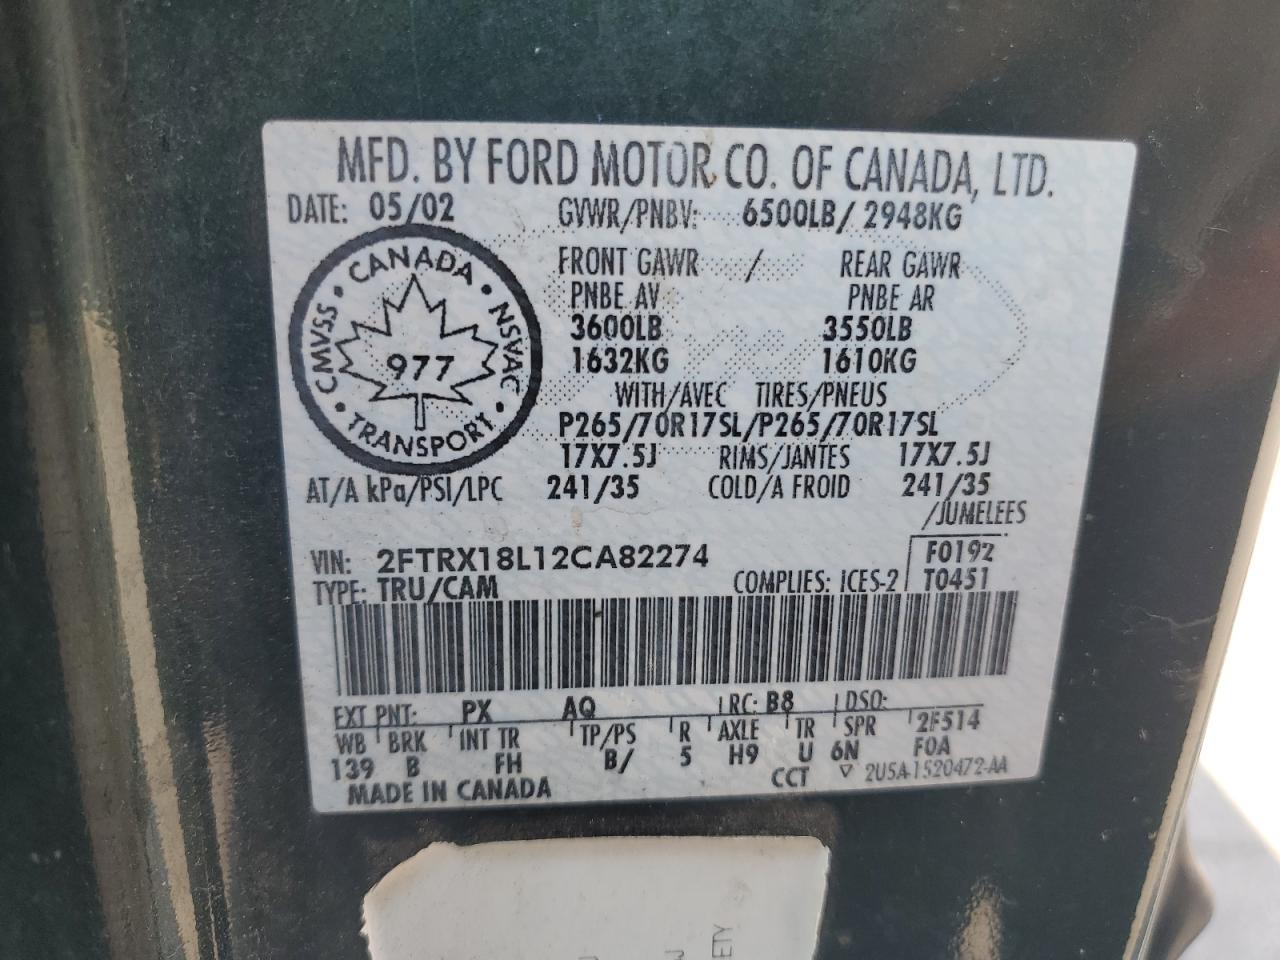 MFD. BY FORD MOTOR CO. OF CANADA, LTD.
DATE: 05/02 GVWR/PNBV: 6500LB/ 2948KG
CANADA • NSVAC • TRANSPORT • CMVSS •
977
FRONT GAWR / REAR GAWR
PNBE AV PNBE AR
3600LB 3550LB
1632KG 1610KG
WITH/AVEC TIRES/PNEUS
P265/70R17SL/P265/70R17SL
17X7.5J RIMS/JANTES 17X7.5J
AT/A kPa/PSI/LPC 241/35 COLD/A FROID 241/35
/JUMELEES
VIN: 2FTRX18L12CA82274 F0192
TYPE: TRU/CAM COMPLIES: ICES-2 T0451
EXT PNT: PX AQ RC: B8 DSO:
WB BRK INT TR TP/PS R AXLE TR SPR 2F514
139 B FH B/ 5 H9 U 6N F0A
MADE IN CANADA CCT ▽ 2U5A-1520472-AA
ETY